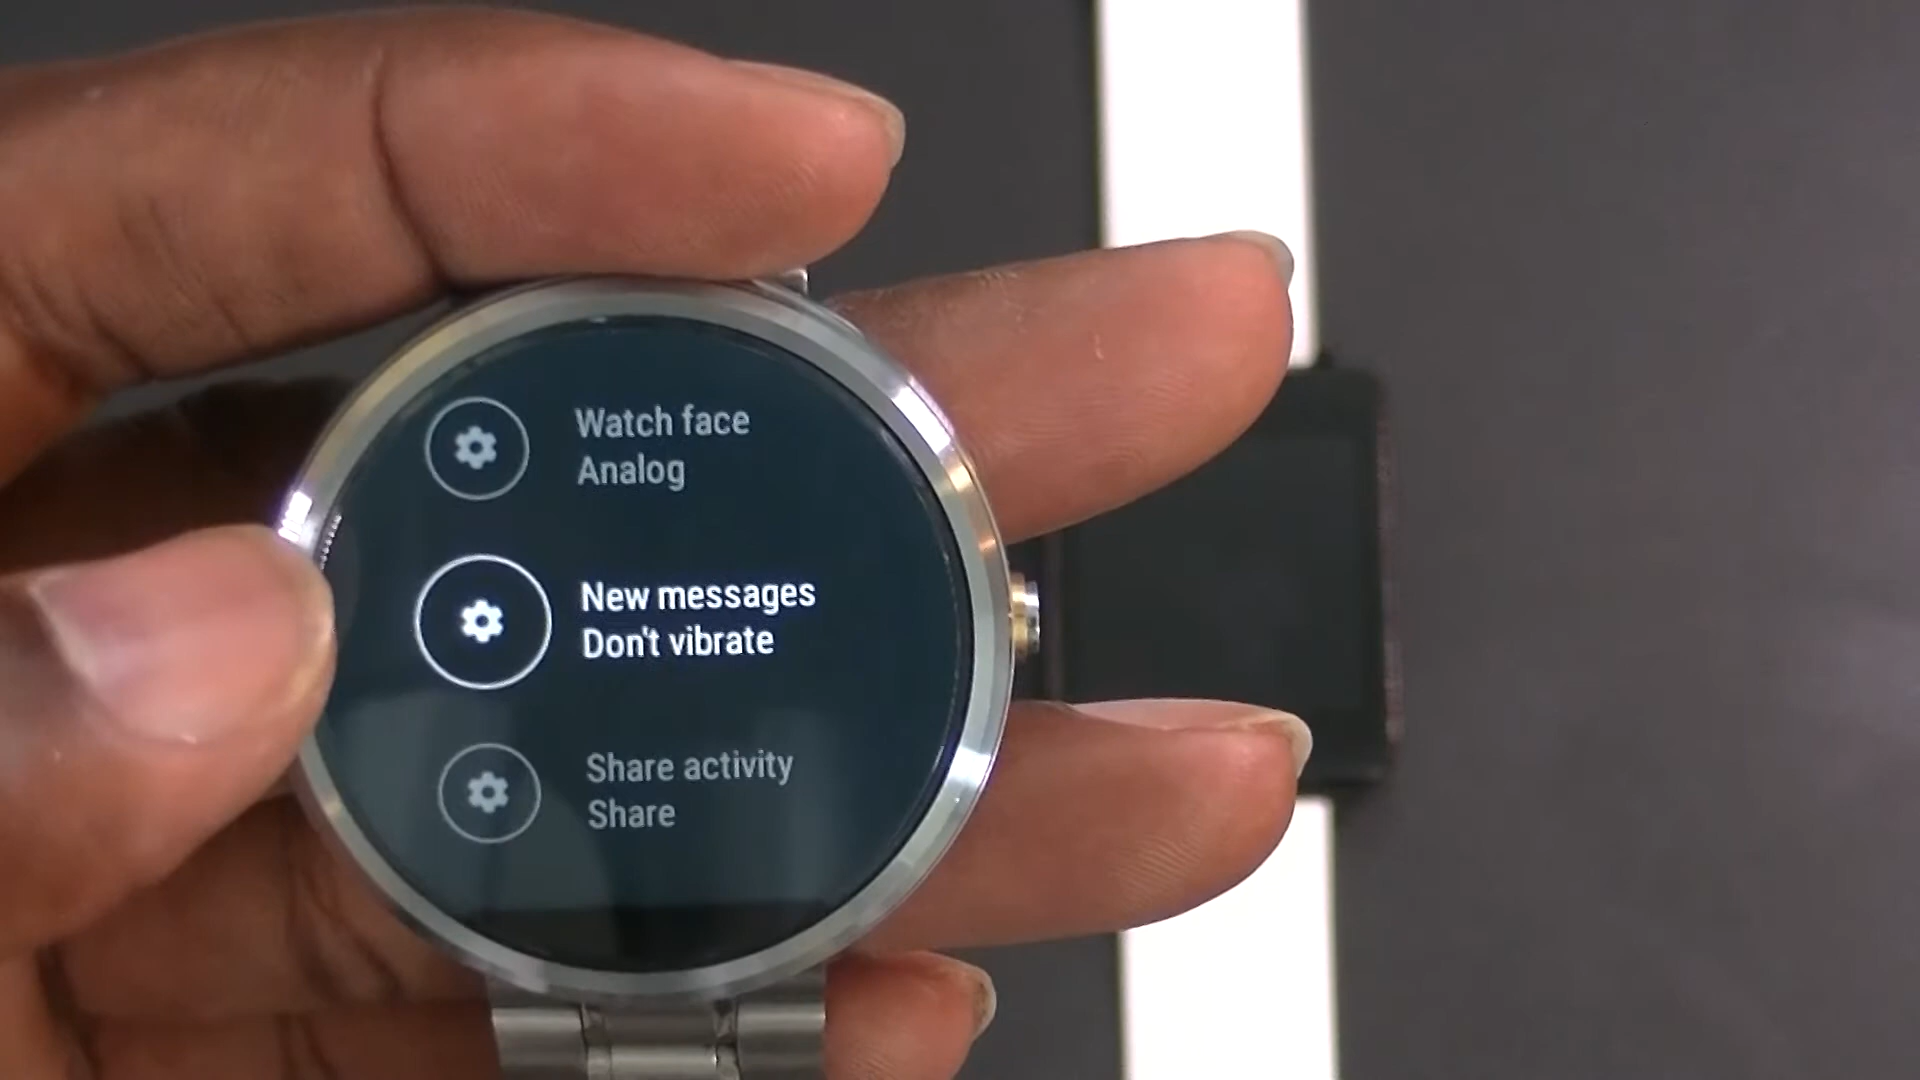 Watch face
Analog
New messages
Don't vibrate
Share activity
Share